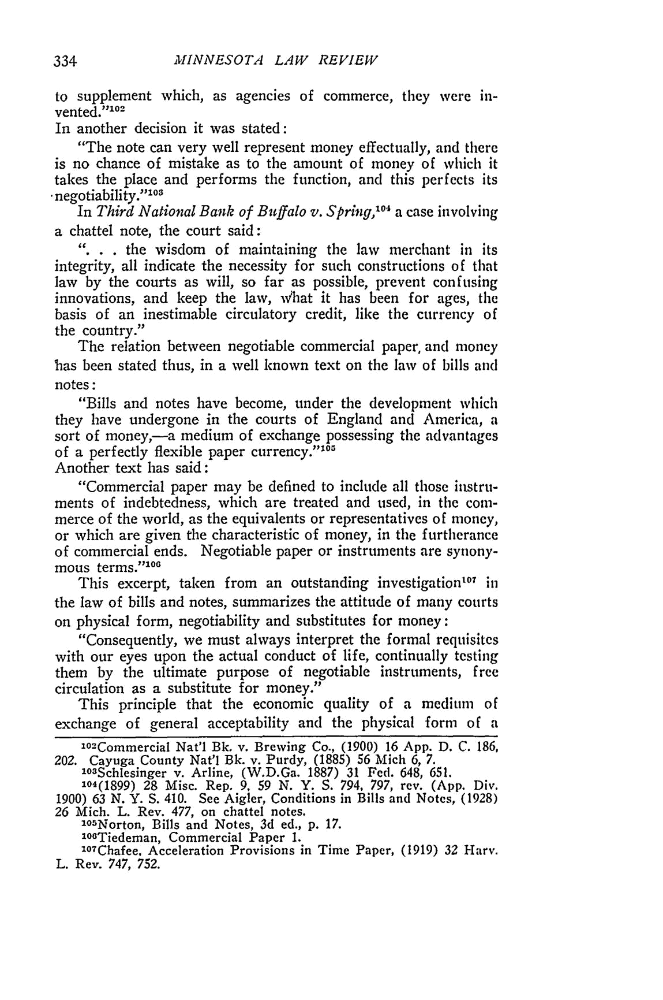 334 MINNESOTA LAW REVIEW
to supplement which, as agencies of commerce, they were in-
vented."102
In another decision it was stated:
"The note can very well represent money effectually, and there
is no chance of mistake as to the amount of money of which it
takes the place and performs the function, and this perfects its
negotiability."103
In Third National Bank of Buffalo v. Spring,104 a case involving
a chattel note, the court said:
". . . the wisdom of maintaining the law merchant in its
integrity, all indicate the necessity for such constructions of that
law by the courts as will, so far as possible, prevent confusing
innovations, and keep the law, what it has been for ages, the
basis of an inestimable circulatory credit, like the currency of
the country."
The relation between negotiable commercial paper, and money
has been stated thus, in a well known text on the law of bills and
notes:
"Bills and notes have become, under the development which
they have undergone in the courts of England and America, a
sort of money,—a medium of exchange possessing the advantages
of a perfectly flexible paper currency."105
Another text has said:
"Commercial paper may be defined to include all those instru-
ments of indebtedness, which are treated and used, in the com-
merce of the world, as the equivalents or representatives of money,
or which are given the characteristic of money, in the furtherance
of commercial ends. Negotiable paper or instruments are synony-
mous terms."106
This excerpt, taken from an outstanding investigation107 in
the law of bills and notes, summarizes the attitude of many courts
on physical form, negotiability and substitutes for money:
"Consequently, we must always interpret the formal requisites
with our eyes upon the actual conduct of life, continually testing
them by the ultimate purpose of negotiable instruments, free
circulation as a substitute for money."
This principle that the economic quality of a medium of
exchange of general acceptability and the physical form of a
102Commercial Nat'l Bk. v. Brewing Co., (1900) 16 App. D. C. 186,
202. Cayuga County Nat'l Bk. v. Purdy, (1885) 56 Mich 6, 7.
103Schlesinger v. Arline, (W.D.Ga. 1887) 31 Fed. 648, 651.
104(1899) 28 Misc. Rep. 9, 59 N. Y. S. 794, 797, rev. (App. Div.
1900) 63 N. Y. S. 410. See Aigler, Conditions in Bills and Notes, (1928)
26 Mich. L. Rev. 477, on chattel notes.
105Norton, Bills and Notes, 3d ed., p. 17.
106Tiedeman, Commercial Paper 1.
107Chafee, Acceleration Provisions in Time Paper, (1919) 32 Harv.
L. Rev. 747, 752.